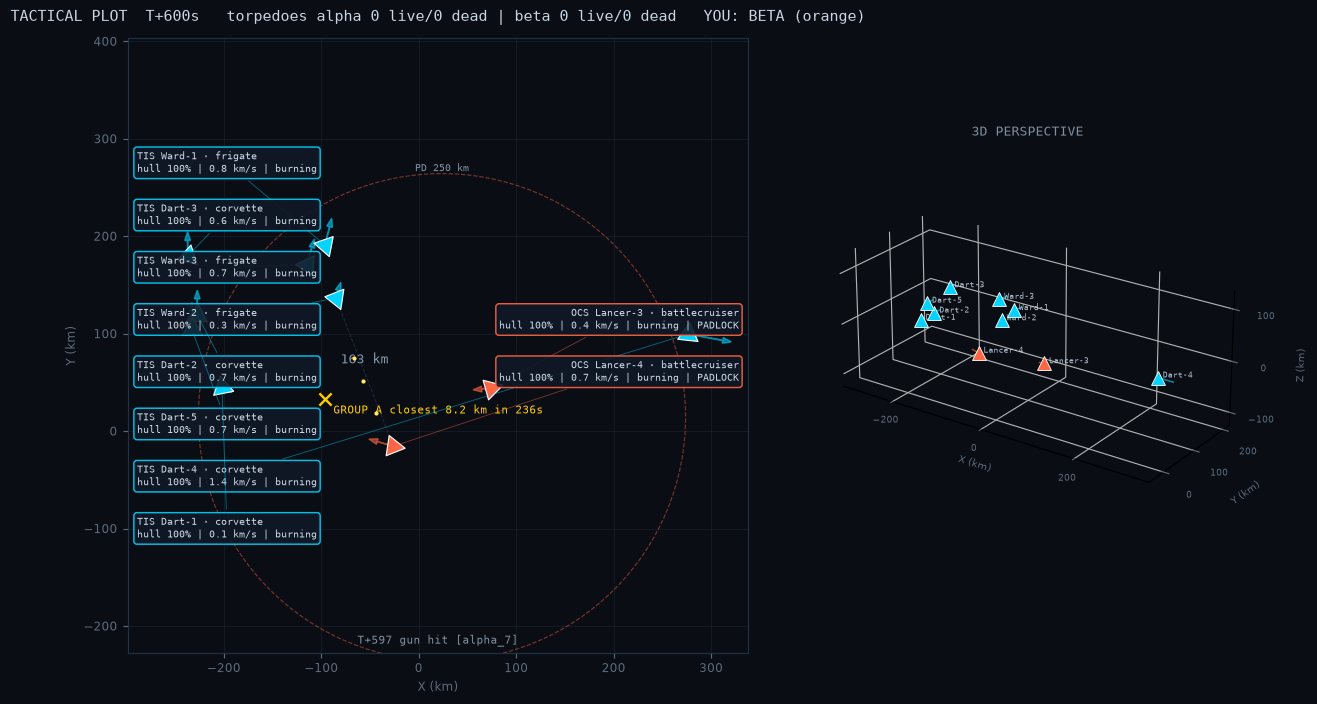 TACTICAL PLOT  T+600s   torpedoes alpha 0 live/0 dead | beta 0 live/0 dead   YOU: BETA (orange)
3D PERSPECTIVE
400
300
200
100
0
−100
−200
Y (km)
−200
−100
0
100
200
300
X (km)
PD 250 km
TIS Ward-1 · frigate
hull 100% | 0.8 km/s | burning
TIS Dart-3 · corvette
hull 100% | 0.6 km/s | burning
TIS Ward-3 · frigate
hull 100% | 0.7 km/s | burning
TIS Ward-2 · frigate
hull 100% | 0.3 km/s | burning
TIS Dart-2 · corvette
hull 100% | 0.7 km/s | burning
TIS Dart-5 · corvette
hull 100% | 0.7 km/s | burning
TIS Dart-4 · corvette
hull 100% | 1.4 km/s | burning
TIS Dart-1 · corvette
hull 100% | 0.1 km/s | burning
OCS Lancer-3 · battlecruiser
hull 100% | 0.4 km/s | burning | PADLOCK
OCS Lancer-4 · battlecruiser
hull 100% | 0.7 km/s | burning | PADLOCK
km
GROUP A closest 8.2 km in 236s
T+597 gun hit [alpha_7]
Dart-3
Dart-5
Dart-2
Ward-3
Ward-1
Lancer-4
Lancer-3
Dart-4
−200
0
200
X (km)
0
100
200
Y (km)
100
0
−100
Z (km)